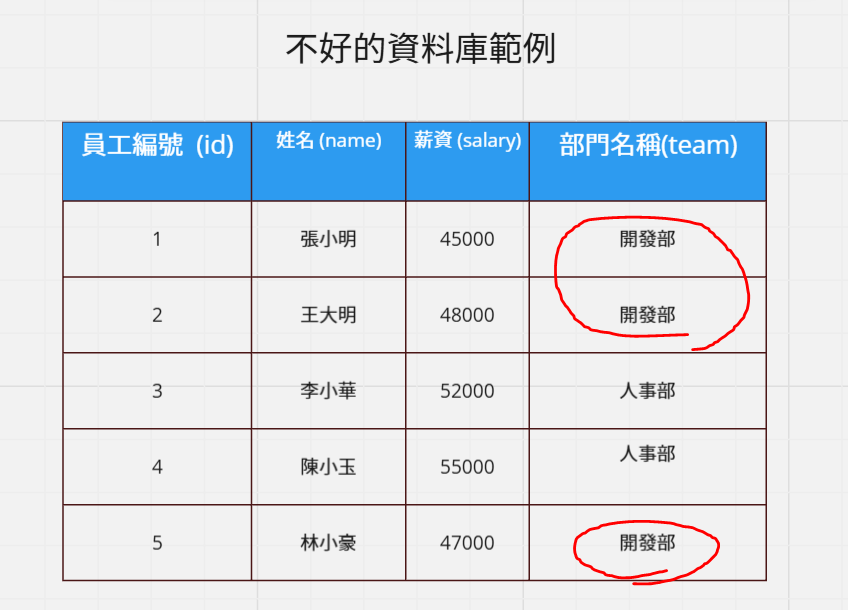 不好的資料庫範例
員工編號 (id) 姓名 (name) 薪資 (salary) 部門名稱(team)
1 張小明 45000 開發部
2 王大明 48000 開發部
3 李小華 52000 人事部
4 陳小玉 55000 人事部
5 林小豪 47000 開發部